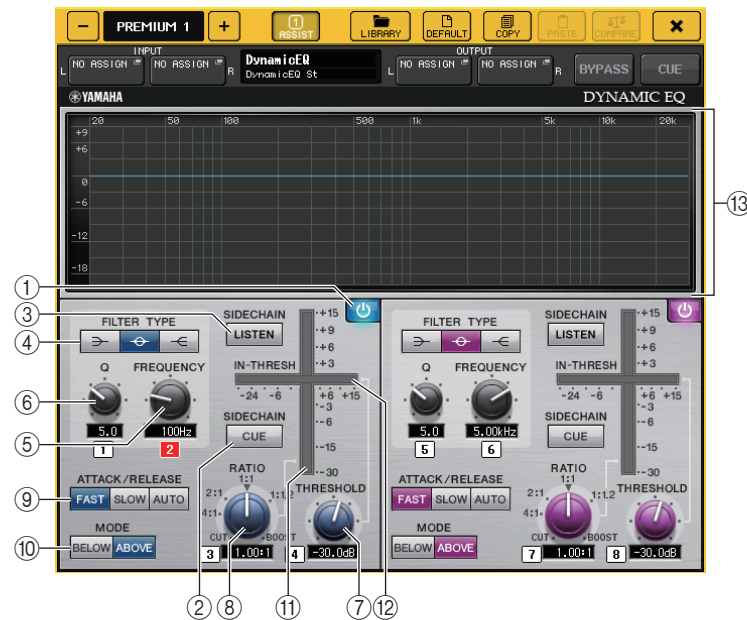 PREMIUM 1
1
ASSIST
LIBRARY
DEFAULT
COPY
PASTE
COMPARE
INPUT
L
NO ASSIGN
NO ASSIGN
R
DynamicEQ
DynamicEQ St
OUTPUT
L
NO ASSIGN
NO ASSIGN
R
BYPASS
CUE
YAMAHA
DYNAMIC EQ
20
50
100
500
1k
5k
10k
20k
+9
+6
0
-6
-12
-18
⑬
①
③
④
⑥
⑤
⑨
⑩
②
⑧
⑪
⑦
⑫
FILTER TYPE
Q
FREQUENCY
5.0
100Hz
1
2
SIDECHAIN
LISTEN
IN-THRESH
-24 -6
+6 +15
+15
+9
+6
+3
-3
-6
-15
-30
SIDECHAIN
CUE
ATTACK/RELEASE
FAST
SLOW
AUTO
MODE
BELOW
ABOVE
RATIO
1:1
2:1
1:1.2
4:1
CUT
BOOST
3
1.00:1
THRESHOLD
4
-30.0dB
FILTER TYPE
Q
FREQUENCY
5.0
5.00kHz
5
6
SIDECHAIN
LISTEN
IN-THRESH
-24 -6
+6 +15
+15
+9
+6
+3
-3
-6
-15
-30
SIDECHAIN
CUE
ATTACK/RELEASE
FAST
SLOW
AUTO
MODE
BELOW
ABOVE
RATIO
1:1
2:1
1:1.2
4:1
CUT
BOOST
7
1.00:1
THRESHOLD
8
-30.0dB